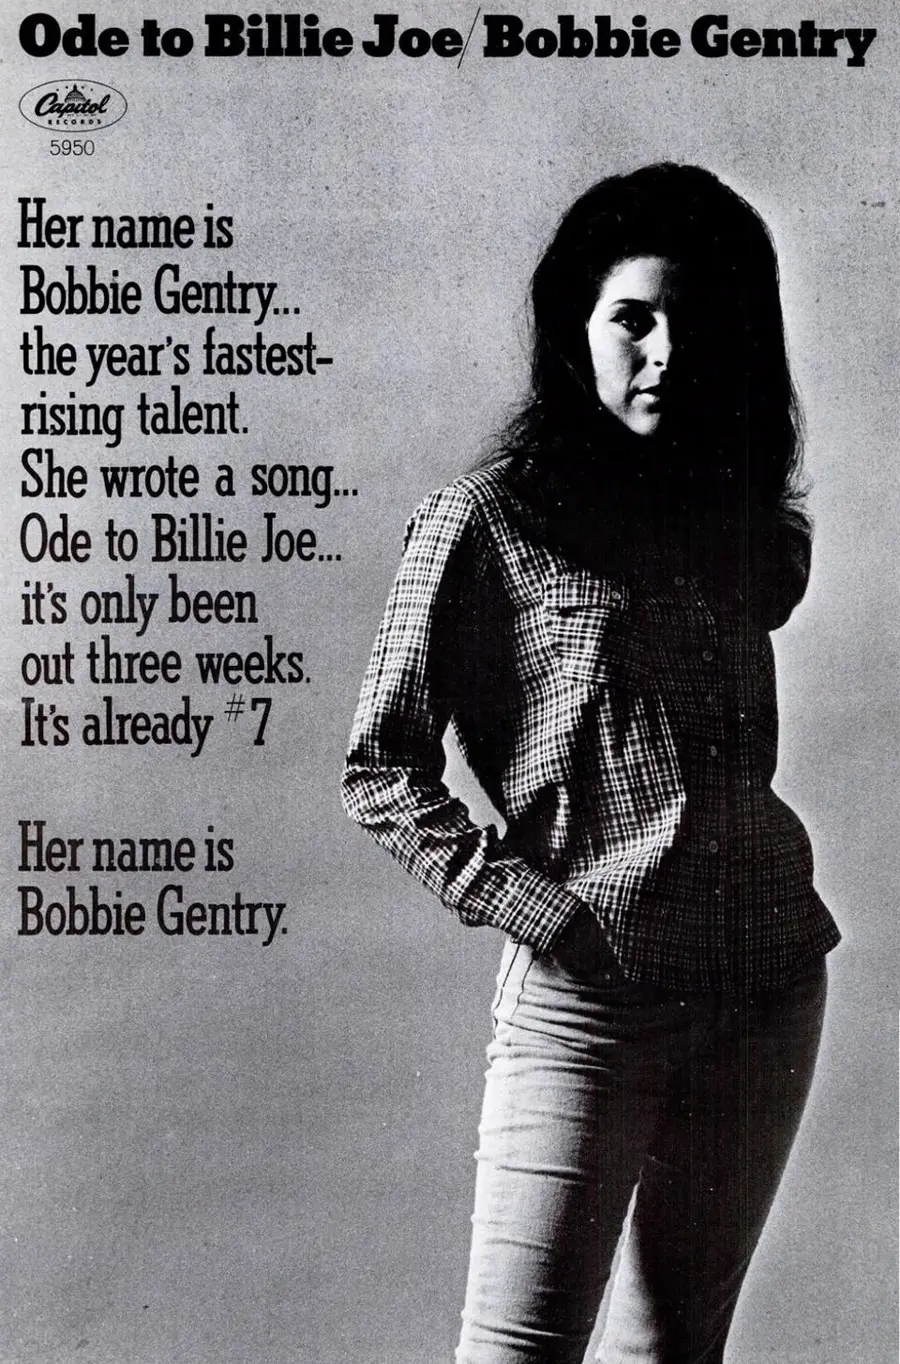 Ode to Billie Joe/Bobbie Gentry
Capitol
RECORDS
5950
Her name is
Bobbie Gentry...
the year's fastest-
rising talent.
She wrote a song...
Ode to Billie Joe...
it's only been
out three weeks.
It's already #7
Her name is
Bobbie Gentry.